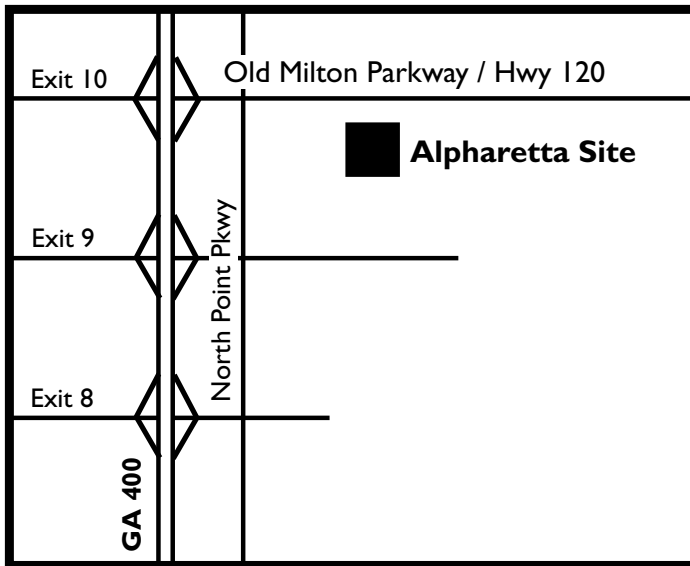 Exit 10
Old Milton Parkway / Hwy 120
Alpharetta Site
Exit 9
North Point Pkwy
Exit 8
GA 400